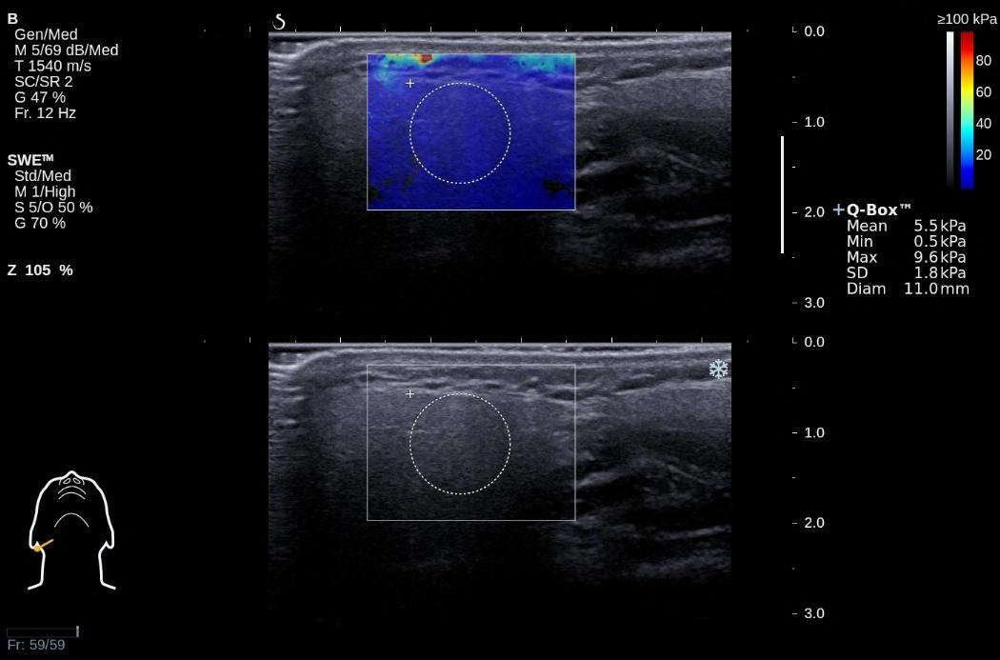 B
Gen/Med
M 5/69 dB/Med
T 1540 m/s
SC/SR 2
G 47 %
Fr. 12 Hz
SWE™
Std/Med
M 1/High
S 5/O 50 %
G 70 %
Z 105 %
0.0
1.0
2.0
3.0
≥100 kPa
80
60
40
20
+Q-Box™
Mean 5.5 kPa
Min 0.5 kPa
Max 9.6 kPa
SD 1.8 kPa
Diam 11.0 mm
0.0
1.0
2.0
3.0
Fr: 59/59